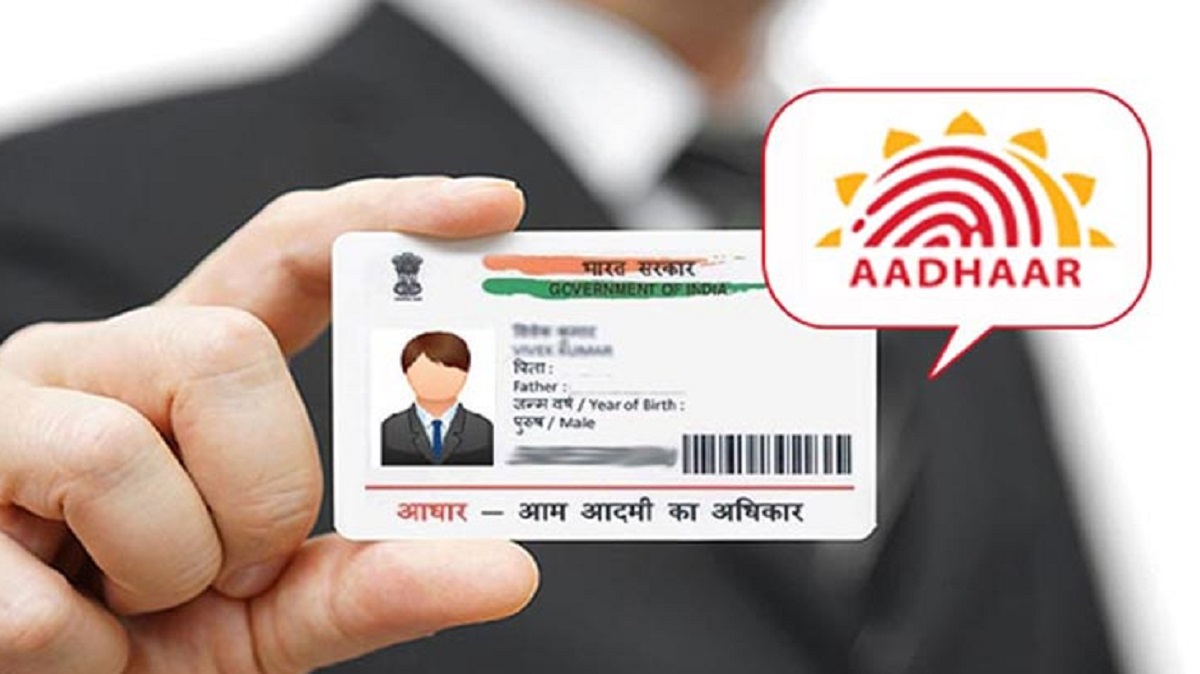 भारत सरकार
GOVERNMENT OF INDIA
विवेक कुमार
VIVEK KUMAR
पिता :
Father :
जन्म वर्ष / Year of Birth :
पुरुष / Male
आधार – आम आदमी का अधिकार
AADHAAR